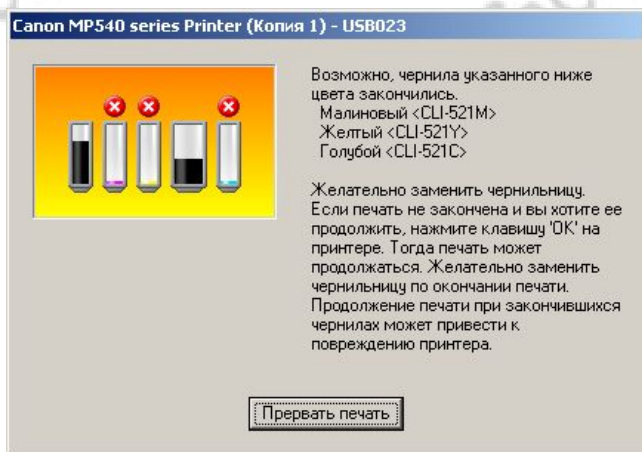 Canon MP540 series Printer (Копия 1) - USB023
Возможно, чернила указанного ниже
цвета закончились.
Малиновый <CLI-521M>
Желтый <CLI-521Y>
Голубой <CLI-521C>
Желательно заменить чернильницу.
Если печать не закончена и вы хотите ее
продолжить, нажмите клавишу 'OK' на
принтере. Тогда печать может
продолжаться. Желательно заменить
чернильницу по окончании печати.
Продолжение печати при закончившихся
чернилах может привести к
повреждению принтера.
Прервать печать